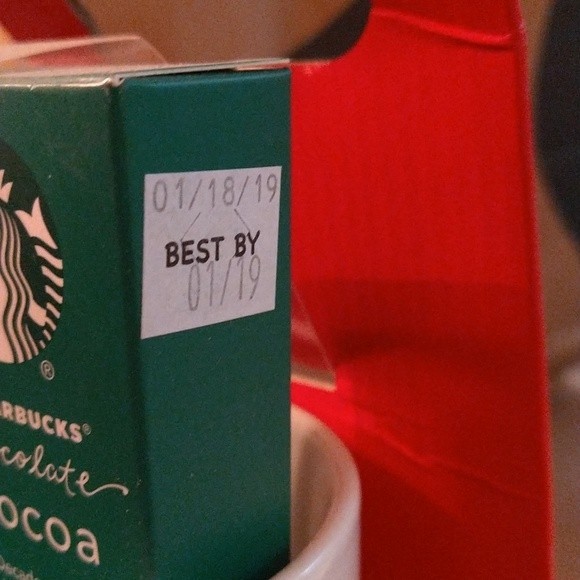 01/18/19
BEST BY
01/19
RBUCKS®
colate
ocoa